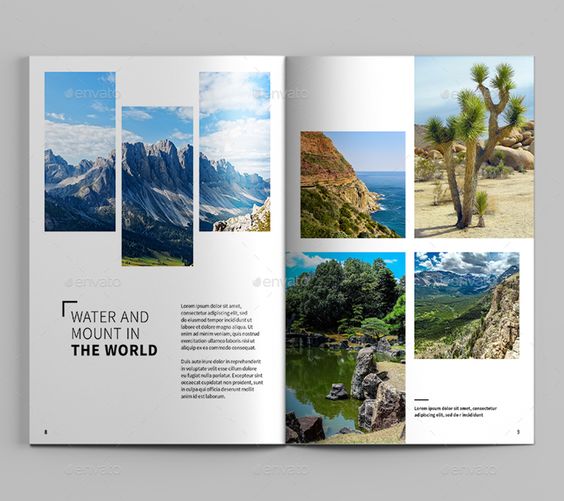 WATER AND
MOUNT IN
THE WORLD
Lorem ipsum dolor sit amet,
consectetur adipiscing elit,
sed do eiusmod tempor
incididunt ut labore et dolore
magna aliqua. Ut enim ad
minim veniam, quis nostrud
exercitation ullamco laboris
nisi ut aliquip ex ea commodo
consequat.
Duis aute irure dolor in reprehenderit
in voluptate velit esse cillum dolore
eu fugiat nulla pariatur. Excepteur
sint occaecat cupidatat non proident,
sunt in culpa qui officia deserunt mollit
anim id est laborum.
8
Lorem ipsum dolor sit amet, consectetur
adipiscing elit, sed do eiusmod
tempor incididunt
9
envato